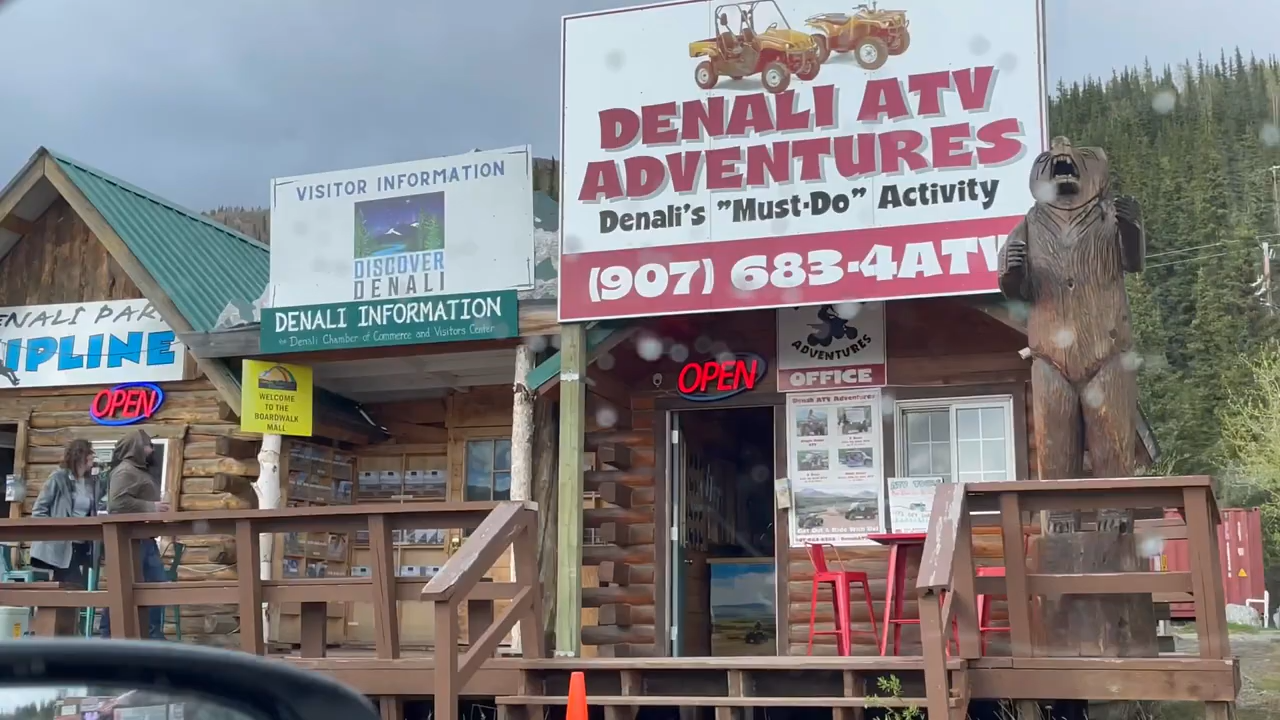 DENALI ATV
ADVENTURES
Denali's "Must-Do" Activity
(907) 683-4ATV
VISITOR INFORMATION
DISCOVER
DENALI
DENALI INFORMATION
Denali Chamber of Commerce and Visitors Center
ENALI PAR
IPLINE
OPEN
WELCOME
TO THE
BOARDWALK
MALL
OPEN
ADVENTURES
OFFICE
Denali ATV Adventures